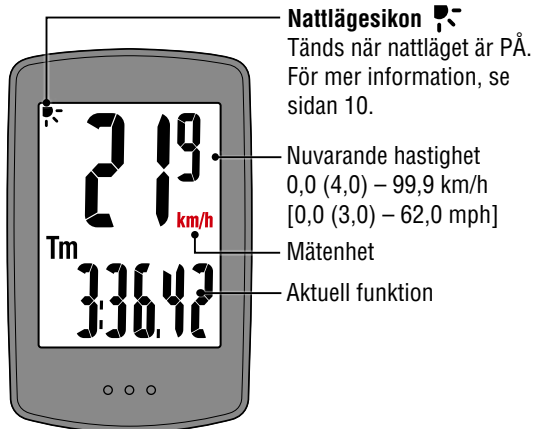 Nattlägesikon
Tänds när nattläget är PÅ.
För mer information, se
sidan 10.
219
km/h
Nuvarande hastighet
0,0 (4,0) – 99,9 km/h
[0,0 (3,0) – 62,0 mph]
Mätenhet
Tm
3:36.42
Aktuell funktion